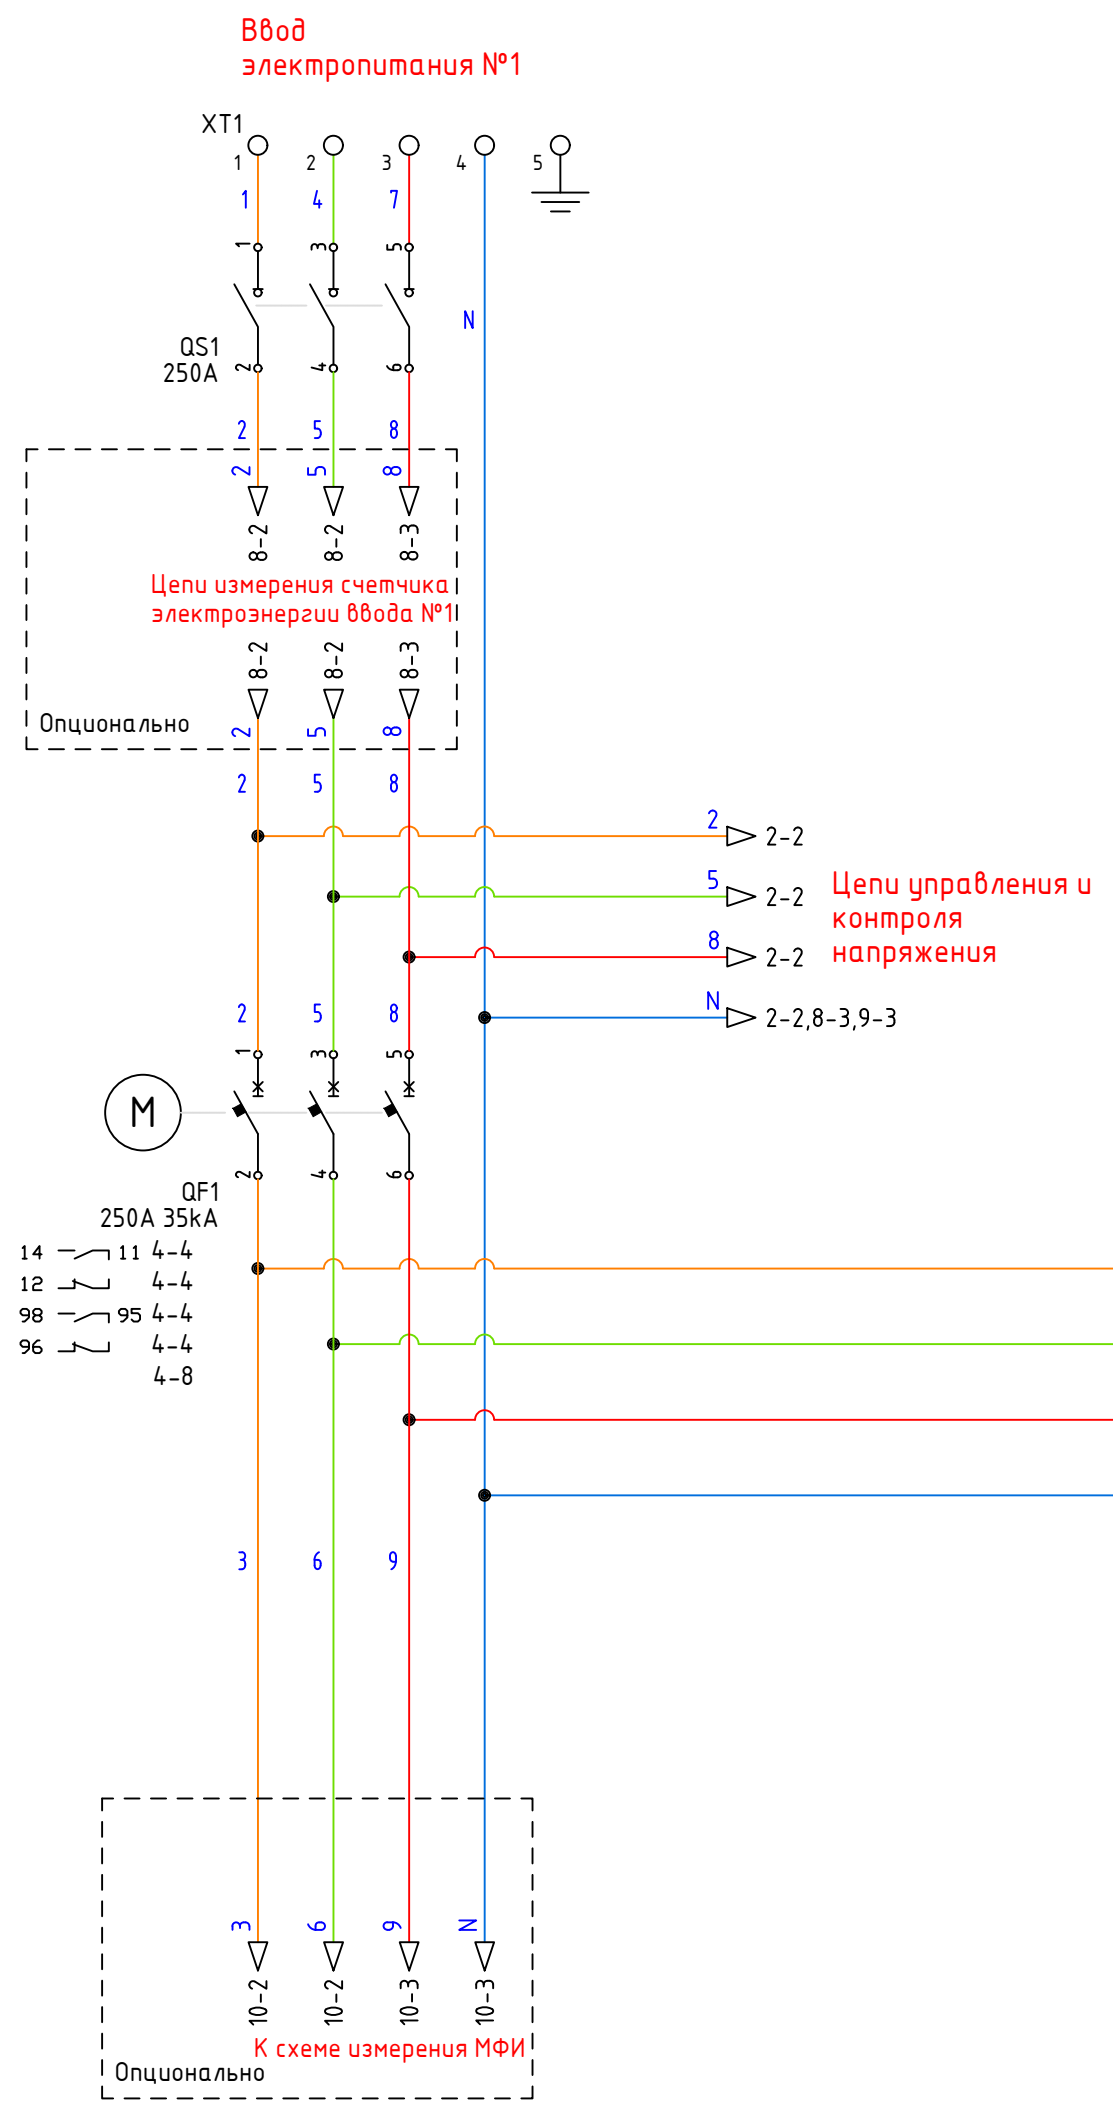 Ввод
электропитания №1
XT1
1 2 3 4 5
1 4 7
1 3 5
N
QS1
250A
2 4 6
2 5 8
2 5 8
8-2 8-2 8-3
Цепи измерения счетчика
электроэнергии ввода №1
8-2 8-2 8-3
Опционально
2 5 8
2 5 8
2 2-2
5 2-2
8 2-2
Цепи управления и
контроля
напряжения
N 2-2,8-3,9-3
2 5 8
1 3 5
M
2 4 6
QF1
250A 35kA
14 11 4-4
12 4-4
98 95 4-4
96 4-4
4-8
3 6 9
3 6 9 N
10-2 10-2 10-3 10-3
К схеме измерения МФИ
Опционально